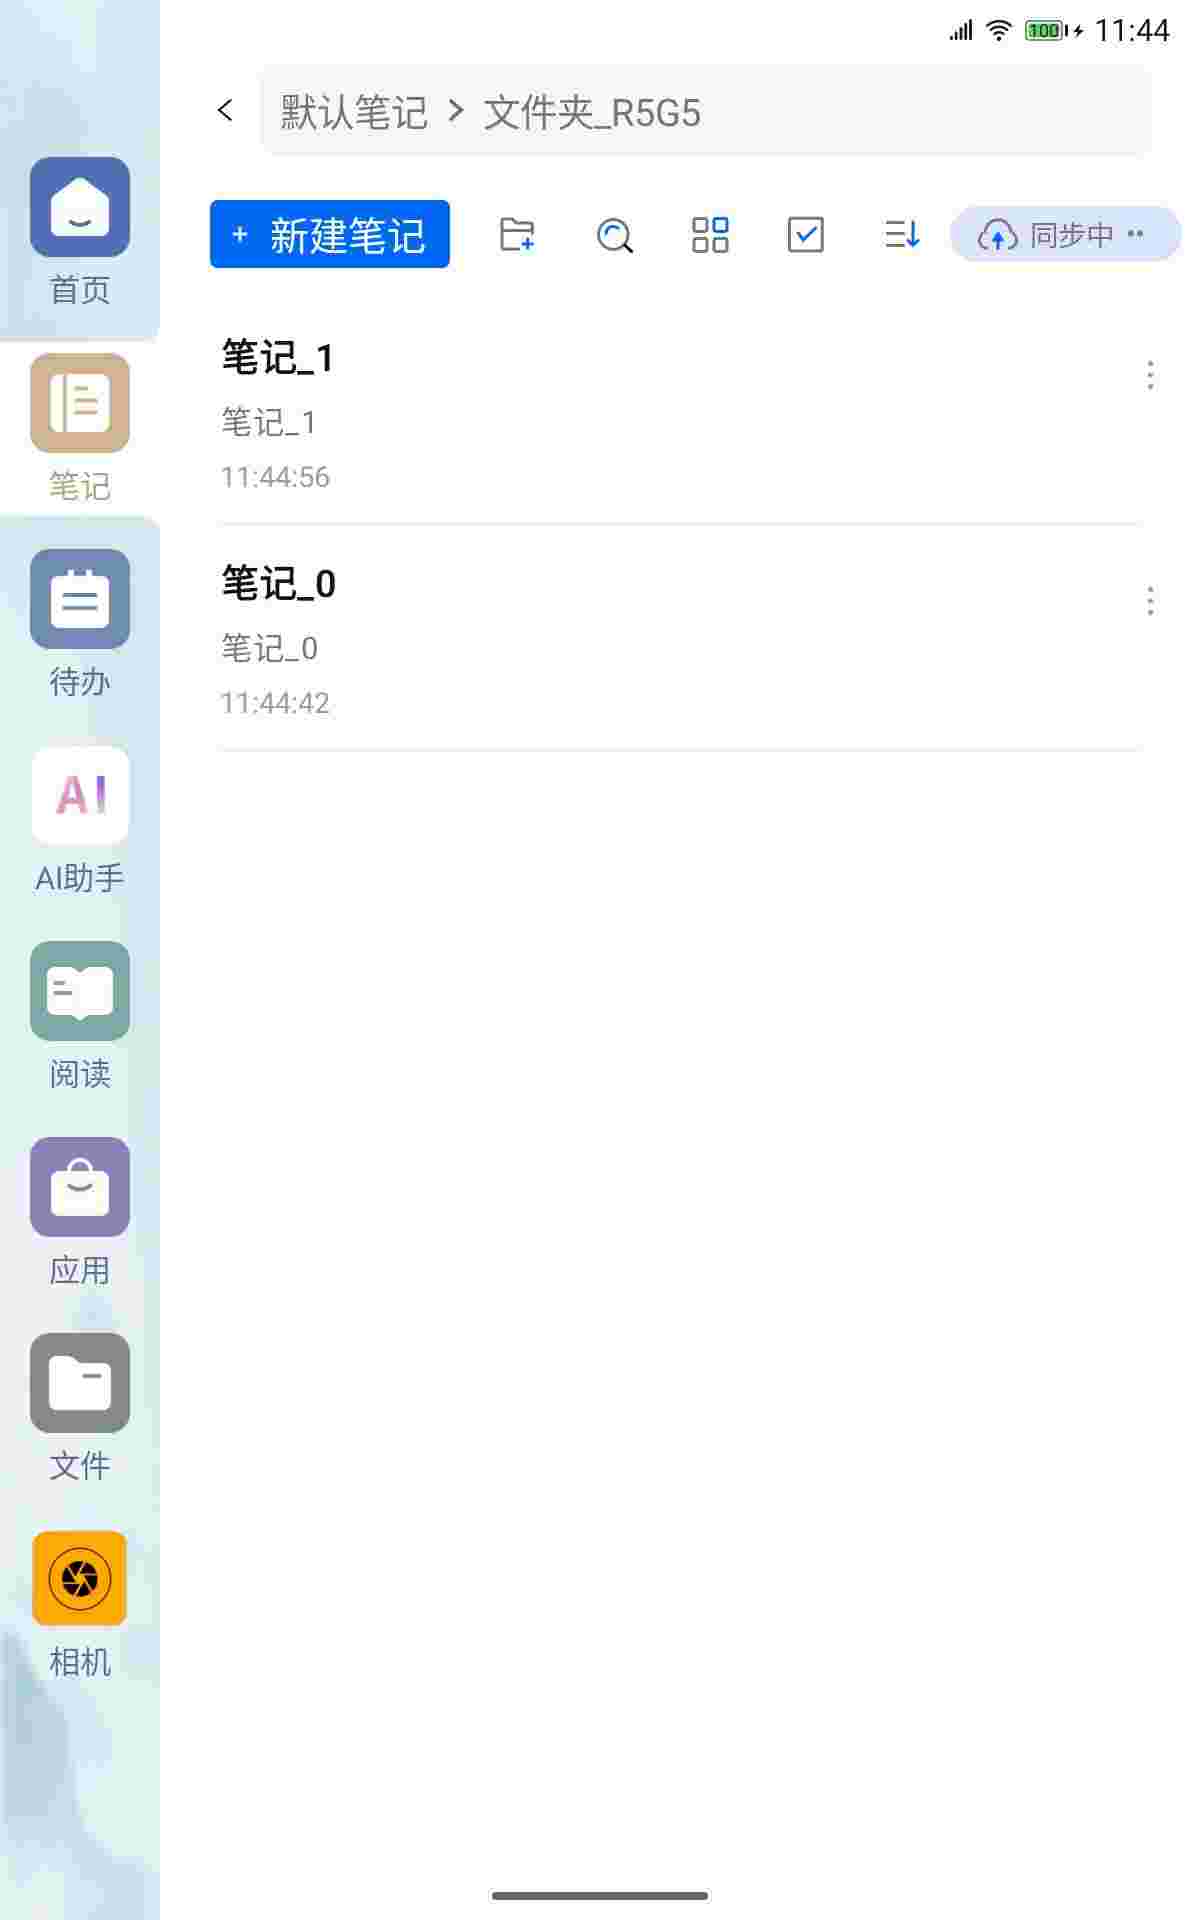 100 11:44
默认笔记 > 文件夹_R5G5
+ 新建笔记
同步中 ··
首页
笔记
待办
AI
AI助手
阅读
应用
文件
相机
笔记_1
笔记_1
11:44:56
笔记_0
笔记_0
11:44:42